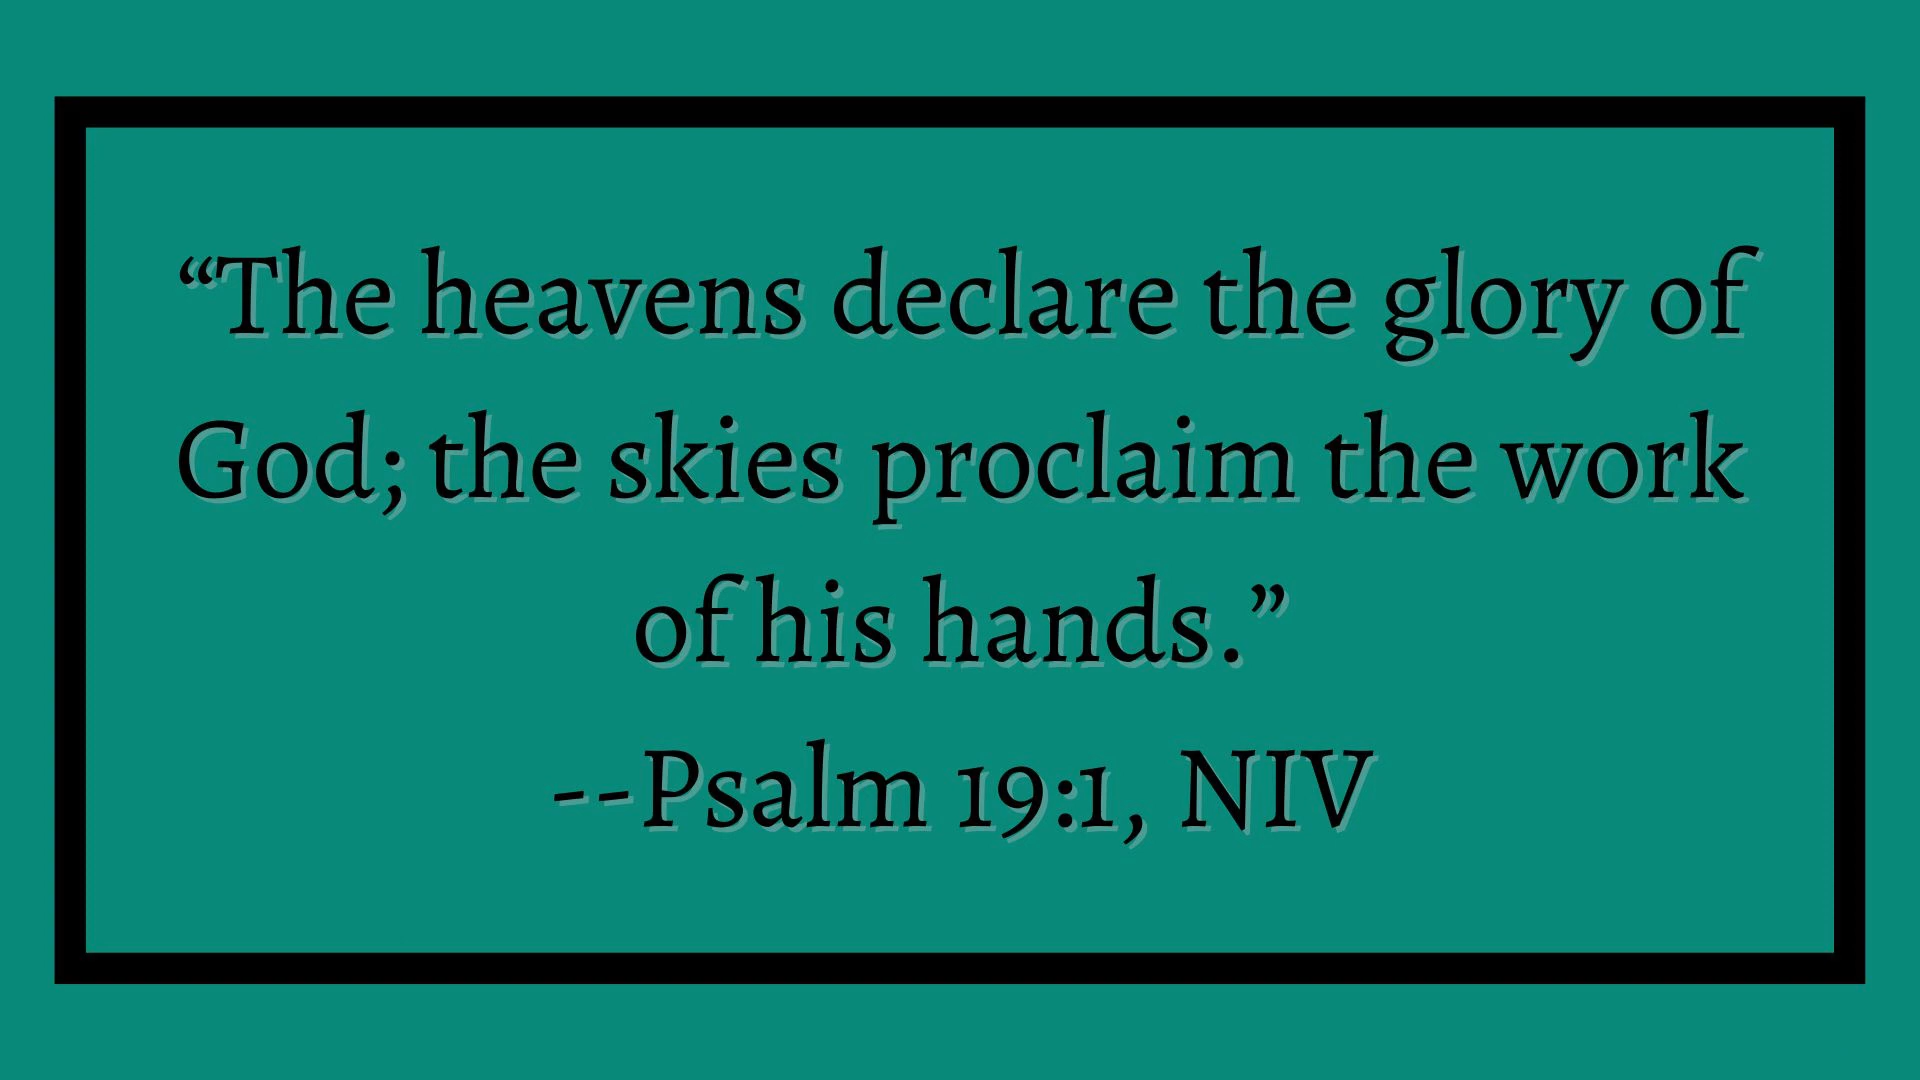 “The heavens declare the glory of
God; the skies proclaim the work
of his hands.”
--Psalm 19:1, NIV